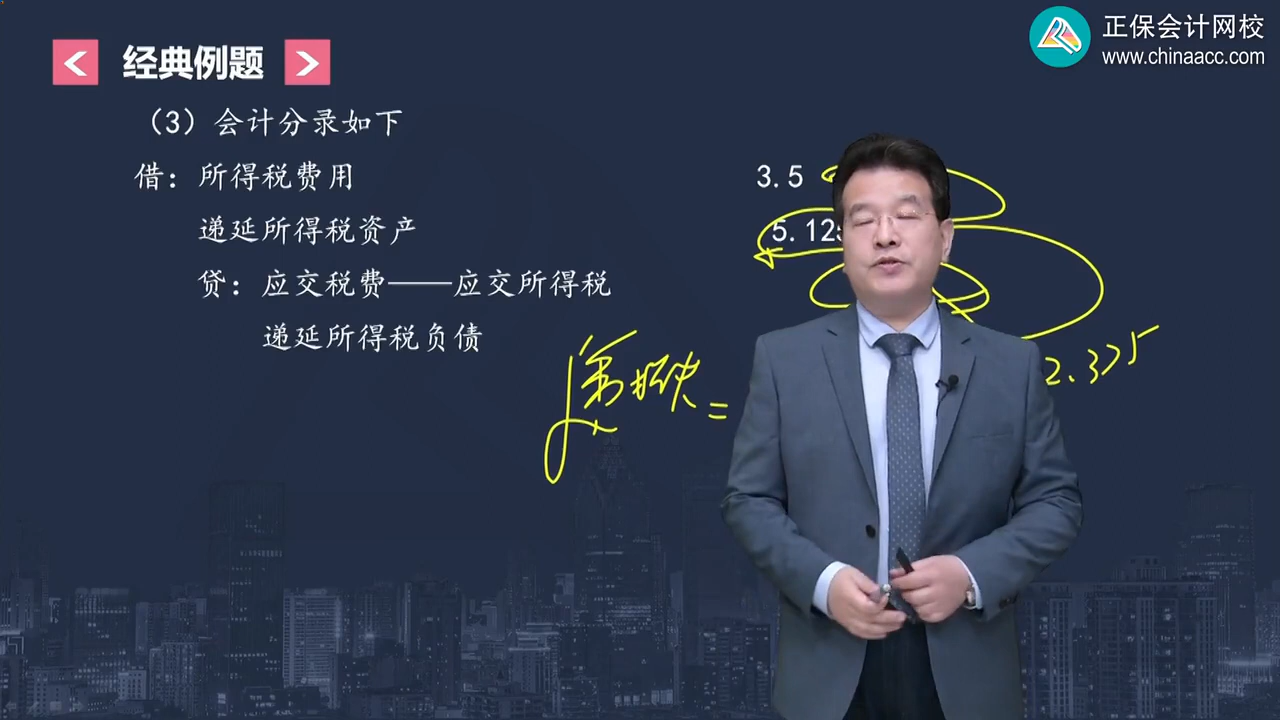 正保会计网校
www.chinaacc.com
经典例题
（3）会计分录如下
借：所得税费用 3.5
递延所得税资产 5.125
贷：应交税费——应交所得税
递延所得税负债
=
2.375